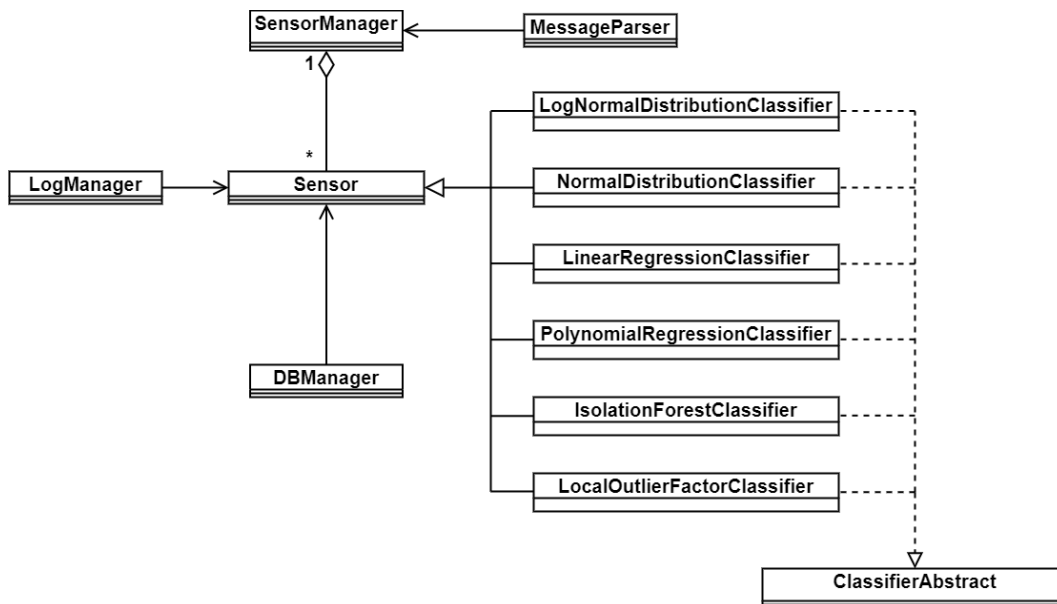 SensorManager
MessageParser
1
LogNormalDistributionClassifier
*
LogManager
Sensor
NormalDistributionClassifier
LinearRegressionClassifier
PolynomialRegressionClassifier
DBManager
IsolationForestClassifier
LocalOutlierFactorClassifier
ClassifierAbstract